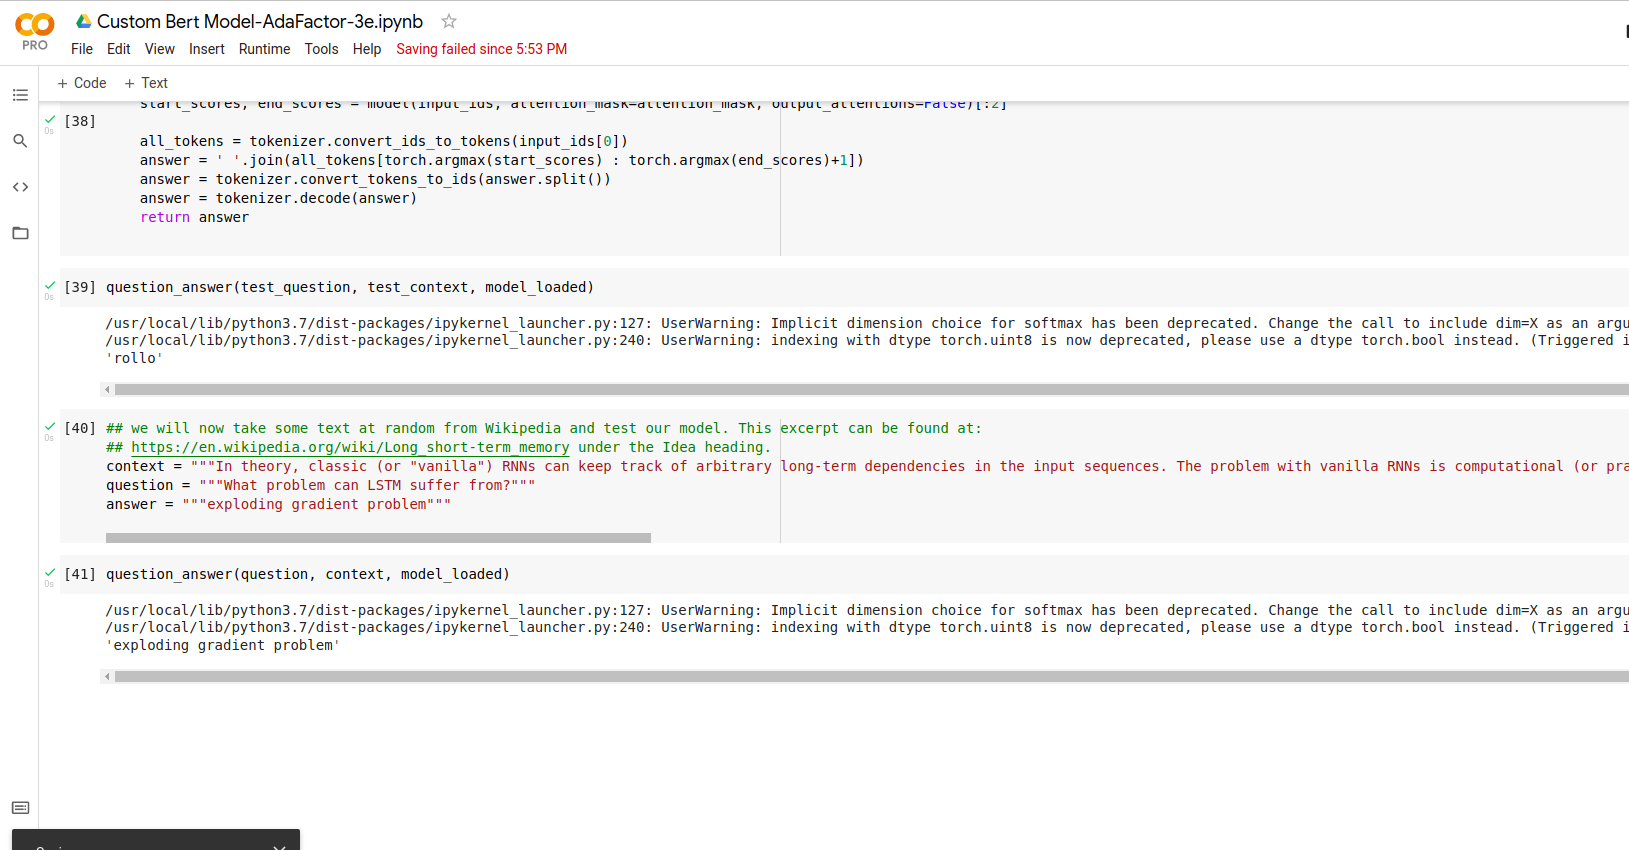 Custom Bert Model-AdaFactor-3e.ipynb
PRO
File Edit View Insert Runtime Tools Help Saving failed since 5:53 PM
+ Code + Text
start_scores, end_scores = model(input_ids, attention_mask=attention_mask, output_attentions=False)[:2]
[38]
0s
all_tokens = tokenizer.convert_ids_to_tokens(input_ids[0])
answer = ' '.join(all_tokens[torch.argmax(start_scores) : torch.argmax(end_scores)+1])
answer = tokenizer.convert_tokens_to_ids(answer.split())
answer = tokenizer.decode(answer)
return answer
[39] question_answer(test_question, test_context, model_loaded)
0s
/usr/local/lib/python3.7/dist-packages/ipykernel_launcher.py:127: UserWarning: Implicit dimension choice for softmax has been deprecated. Change the call to include dim=X as an argu
/usr/local/lib/python3.7/dist-packages/ipykernel_launcher.py:240: UserWarning: indexing with dtype torch.uint8 is now deprecated, please use a dtype torch.bool instead. (Triggered i
'rollo'
[40] ## we will now take some text at random from Wikipedia and test our model. This excerpt can be found at:
0s
## https://en.wikipedia.org/wiki/Long_short-term_memory under the Idea heading.
context = """In theory, classic (or "vanilla") RNNs can keep track of arbitrary long-term dependencies in the input sequences. The problem with vanilla RNNs is computational (or pra
question = """What problem can LSTM suffer from?"""
answer = """exploding gradient problem"""
[41] question_answer(question, context, model_loaded)
0s
/usr/local/lib/python3.7/dist-packages/ipykernel_launcher.py:127: UserWarning: Implicit dimension choice for softmax has been deprecated. Change the call to include dim=X as an argu
/usr/local/lib/python3.7/dist-packages/ipykernel_launcher.py:240: UserWarning: indexing with dtype torch.uint8 is now deprecated, please use a dtype torch.bool instead. (Triggered i
'exploding gradient problem'